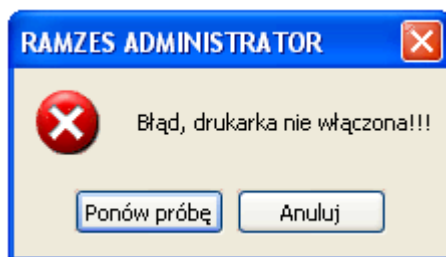 RAMZES ADMINISTRATOR
Błąd, drukarka nie włączona!!!
Ponów próbę
Anuluj